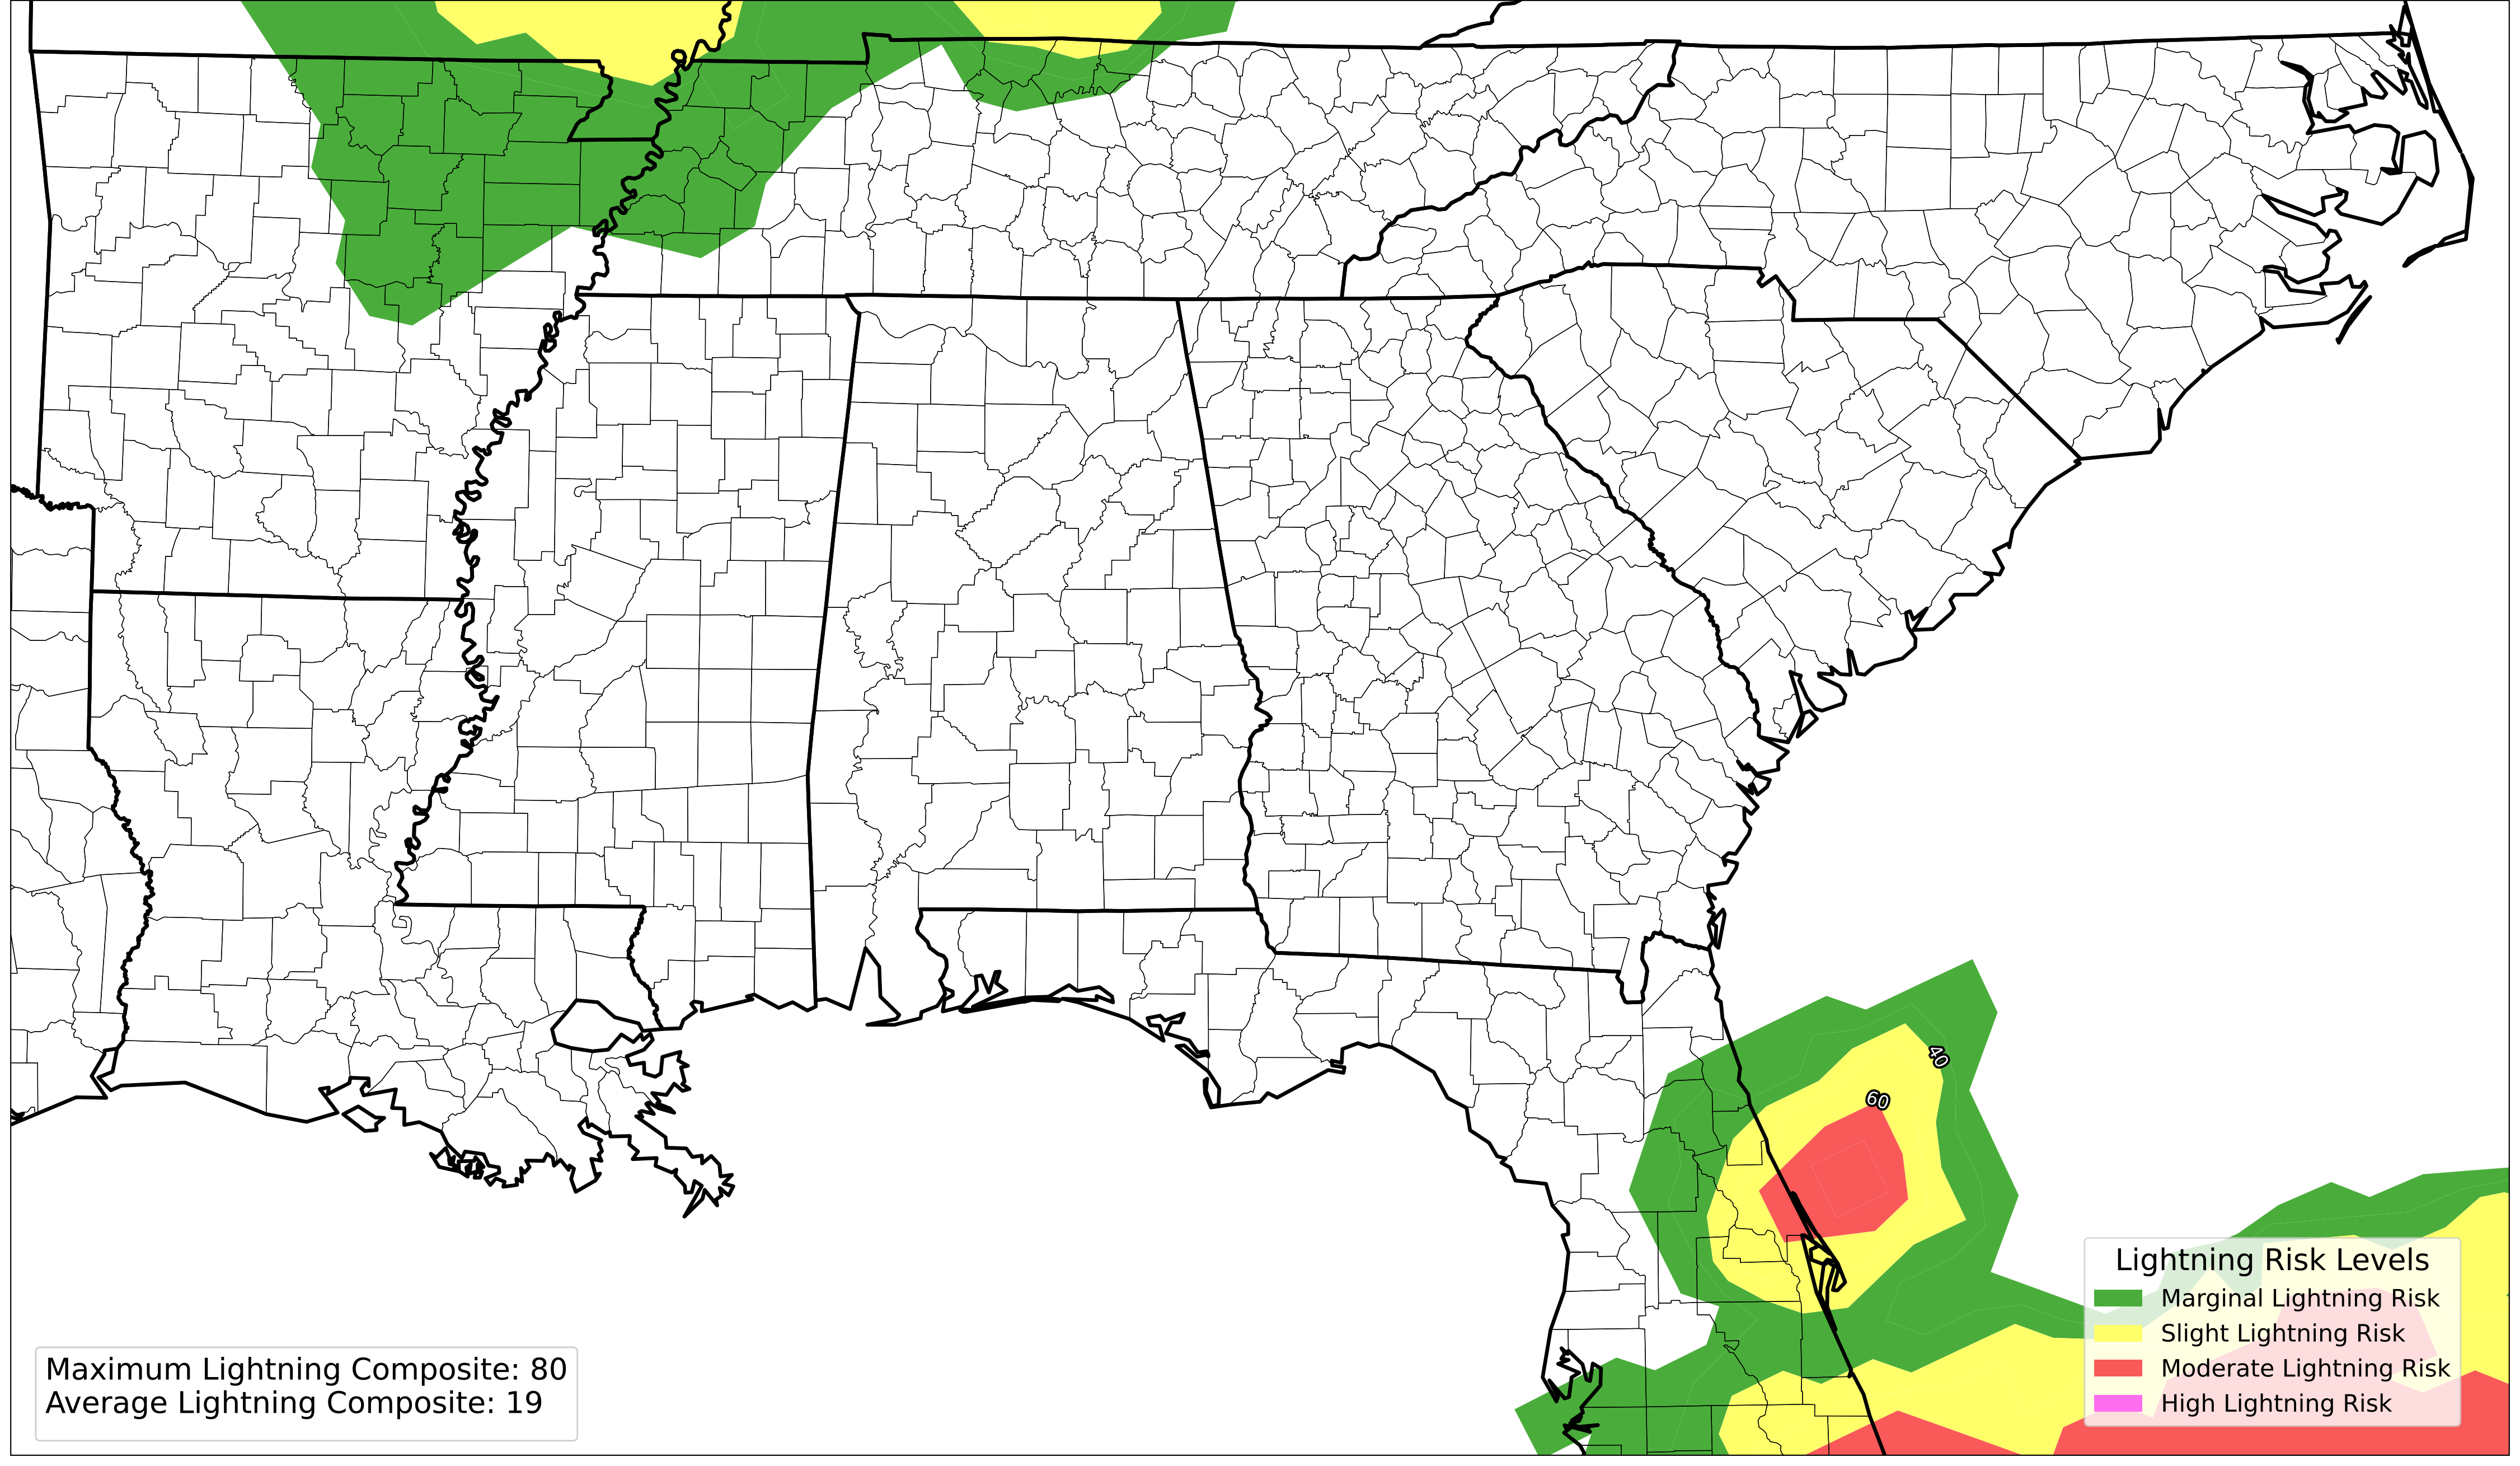 40
60
Lightning Risk Levels
Marginal Lightning Risk
Slight Lightning Risk
Moderate Lightning Risk
High Lightning Risk
Maximum Lightning Composite: 80
Average Lightning Composite: 19